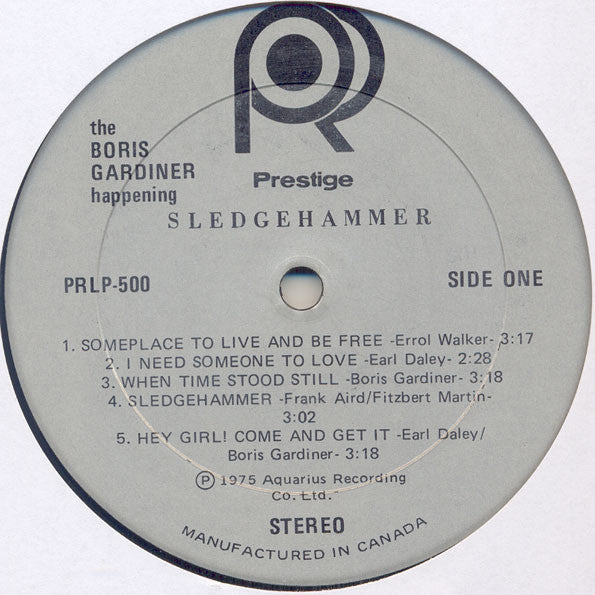 the
BORIS
GARDINER
happening
Prestige
SLEDGEHAMMER
PRLP-500
SIDE ONE
1. SOMEPLACE TO LIVE AND BE FREE -Errol Walker- 3:17
2. I NEED SOMEONE TO LOVE -Earl Daley- 2:28
3. WHEN TIME STOOD STILL -Boris Gardiner- 3:18
4. SLEDGEHAMMER -Frank Aird/Fitzbert Martin-
3:02
5. HEY GIRL! COME AND GET IT -Earl Daley/
Boris Gardiner- 3:18
Ⓟ 1975 Aquarius Recording
Co. Ltd.
STEREO
MANUFACTURED IN CANADA